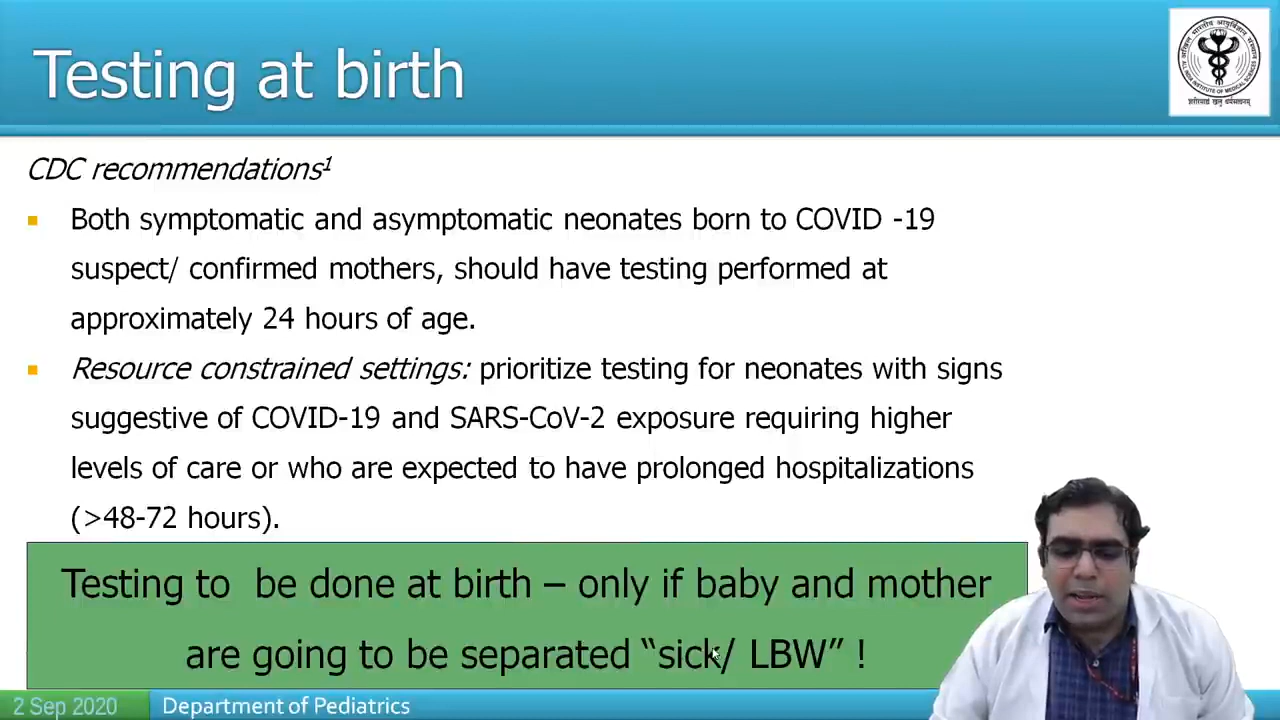 Testing at birth
CDC recommendations¹
Both symptomatic and asymptomatic neonates born to COVID -19
suspect/ confirmed mothers, should have testing performed at
approximately 24 hours of age.
Resource constrained settings: prioritize testing for neonates with signs
suggestive of COVID-19 and SARS-CoV-2 exposure requiring higher
levels of care or who are expected to have prolonged hospitalizations
(>48-72 hours).
Testing to be done at birth – only if baby and mother
are going to be separated “sick/ LBW” !
2 Sep 2020
Department of Pediatrics